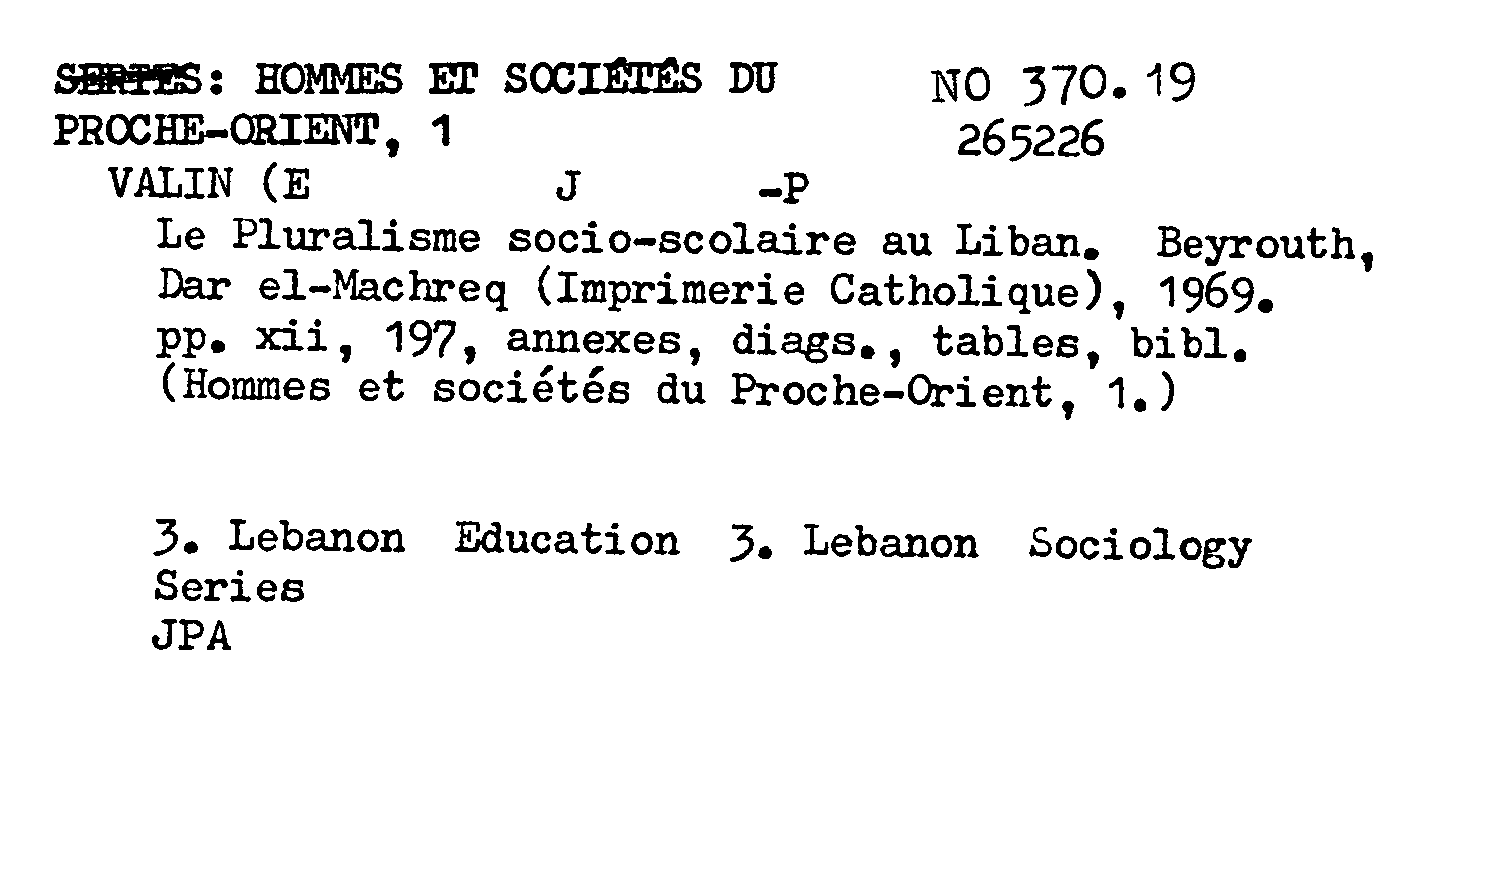 SERIES: HOMMES ET SOCIÉTÉS DU NO 370.19
PROCHE-ORIENT, 1 265226
VALIN (E J -P
Le Pluralisme socio-scolaire au Liban. Beyrouth,
Dar el-Machreq (Imprimerie Catholique), 1969.
pp. xii, 197, annexes, diags., tables, bibl.
(Hommes et sociétés du Proche-Orient, 1.)
3. Lebanon Education 3. Lebanon Sociology
Series
JPA